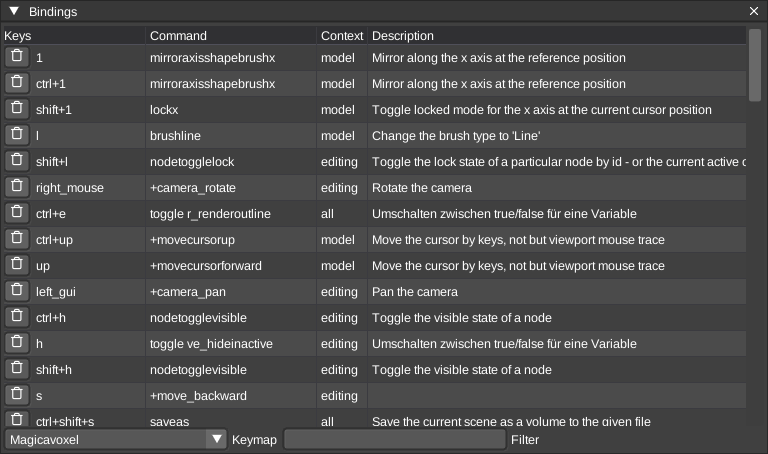 Bindings
Keys Command Context Description
1 mirroraxisshapebrushx model Mirror along the x axis at the reference position
ctrl+1 mirroraxisshapebrushx model Mirror along the x axis at the reference position
shift+1 lockx model Toggle locked mode for the x axis at the current cursor position
l brushline model Change the brush type to 'Line'
shift+l nodetogglelock editing Toggle the lock state of a particular node by id - or the current active
right_mouse +camera_rotate editing Rotate the camera
ctrl+e toggle r_renderoutline all Umschalten zwischen true/false für eine Variable
ctrl+up +movecursorup model Move the cursor by keys, not but viewport mouse trace
up +movecursorforward model Move the cursor by keys, not but viewport mouse trace
left_gui +camera_pan editing Pan the camera
ctrl+h nodetogglevisible editing Toggle the visible state of a node
h toggle ve_hideinactive editing Umschalten zwischen true/false für eine Variable
shift+h nodetogglevisible editing Toggle the visible state of a node
s +move_backward editing
ctrl+shift+s saveas all Save the current scene as a volume to the given file
Magicavoxel Keymap Filter